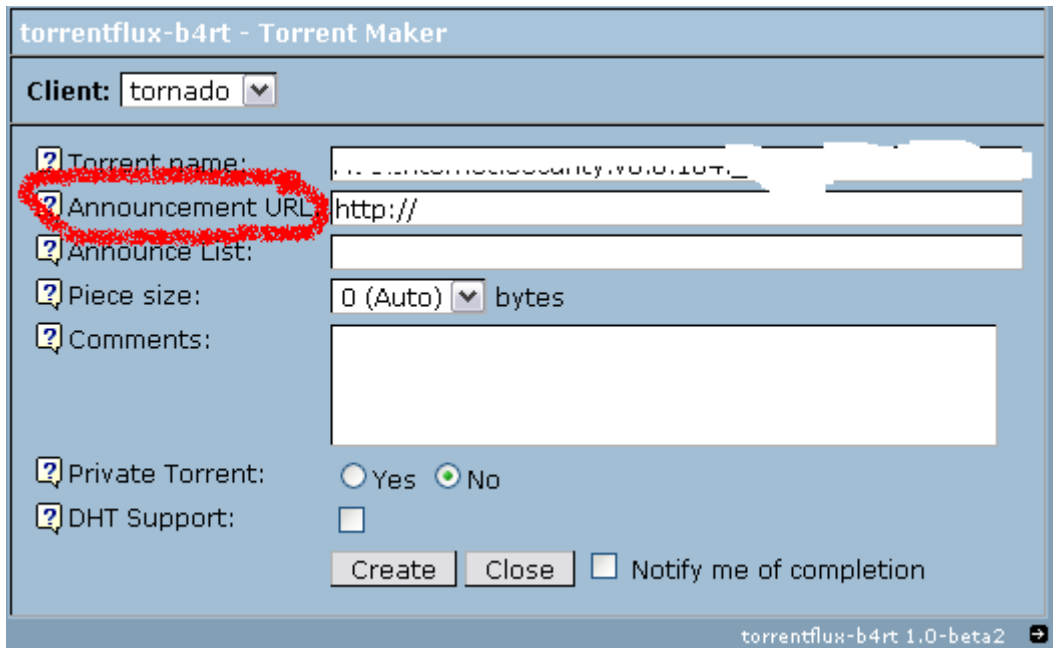 torrentflux-b4rt - Torrent Maker
Client: tornado
Torrent name:
Announcement URL: http://
Announce List:
Piece size: 0 (Auto) bytes
Comments:
Private Torrent: Yes No
DHT Support:
Create Close Notify me of completion
torrentflux-b4rt 1.0-beta2